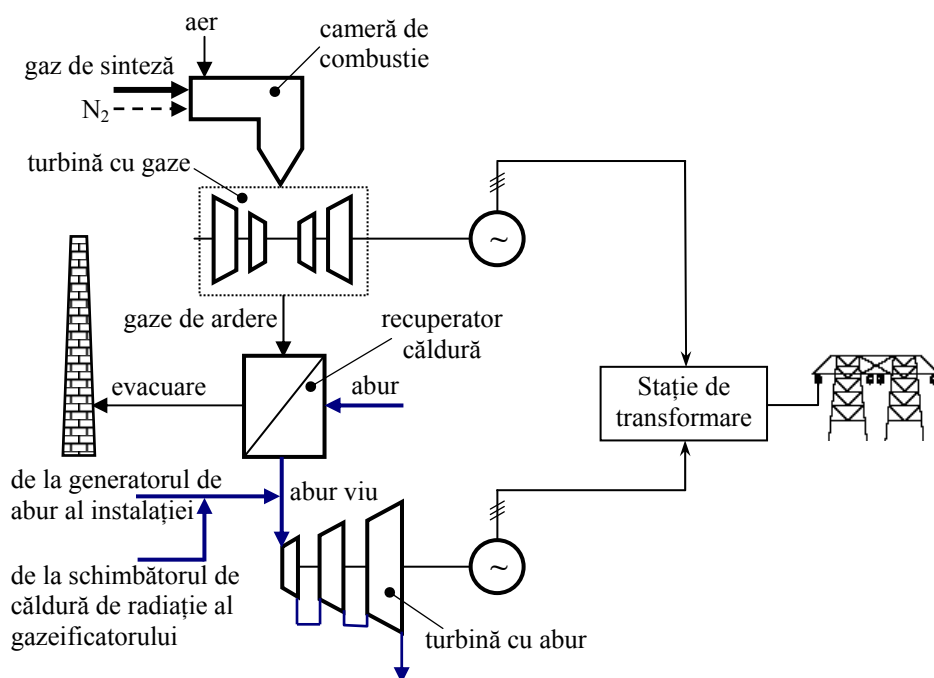 aer
cameră de
combustie
gaz de sinteză
N2
turbină cu gaze
~
gaze de ardere
recuperator
căldură
evacuare
abur
Stație de
transformare
de la generatorul de
abur al instalației
abur viu
~
de la schimbătorul de
căldură de radiație al
gazeificatorului
turbină cu abur